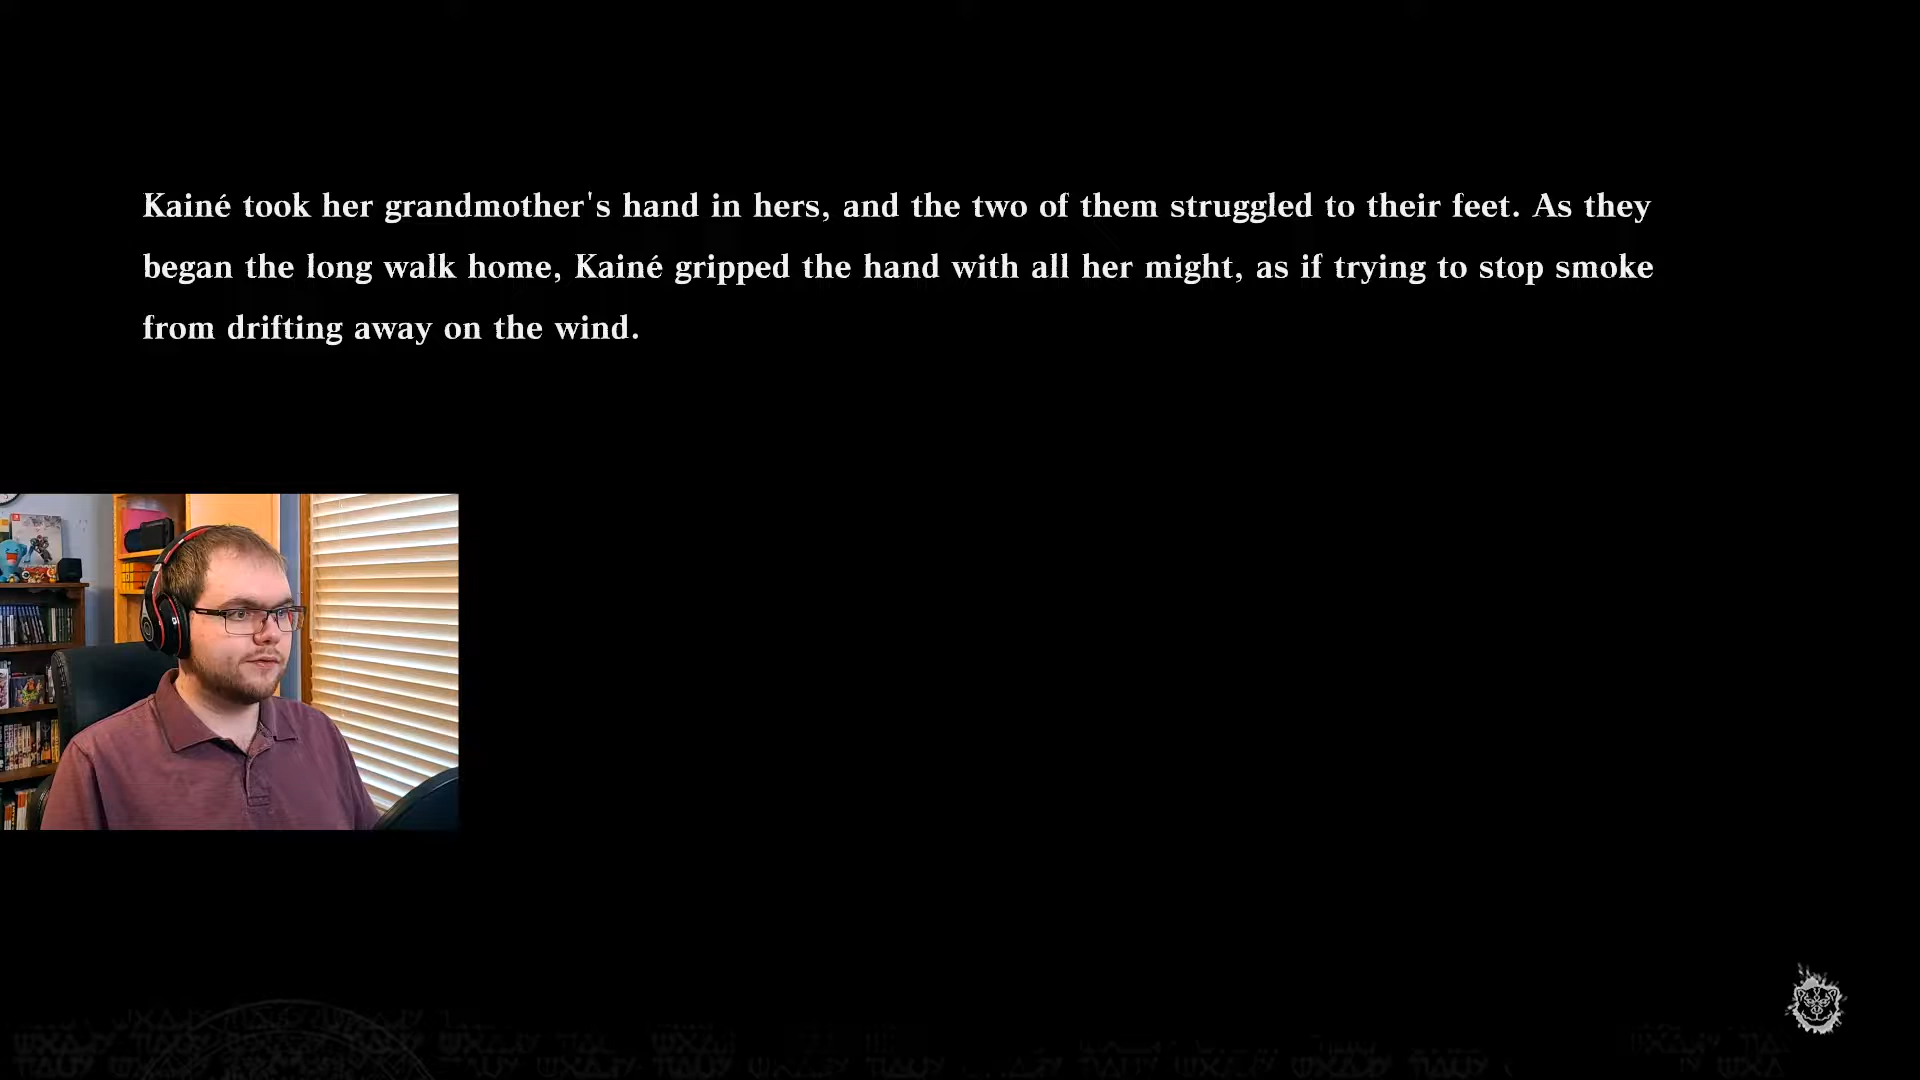 Kainé took her grandmother's hand in hers, and the two of them struggled to their feet. As they
began the long walk home, Kainé gripped the hand with all her might, as if trying to stop smoke
from drifting away on the wind.